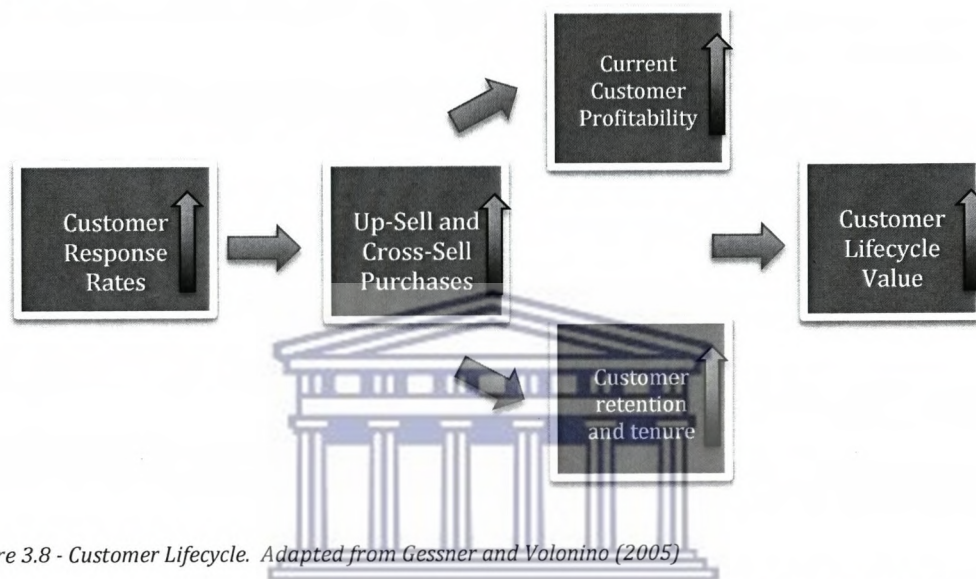 Customer
Response
Rates
Up-Sell and
Cross-Sell
Purchases
Current
Customer
Profitability
Customer
retention
and tenure
Customer
Lifecycle
Value
re 3.8 - Customer Lifecycle. Adapted from Gessner and Volonino (2005)